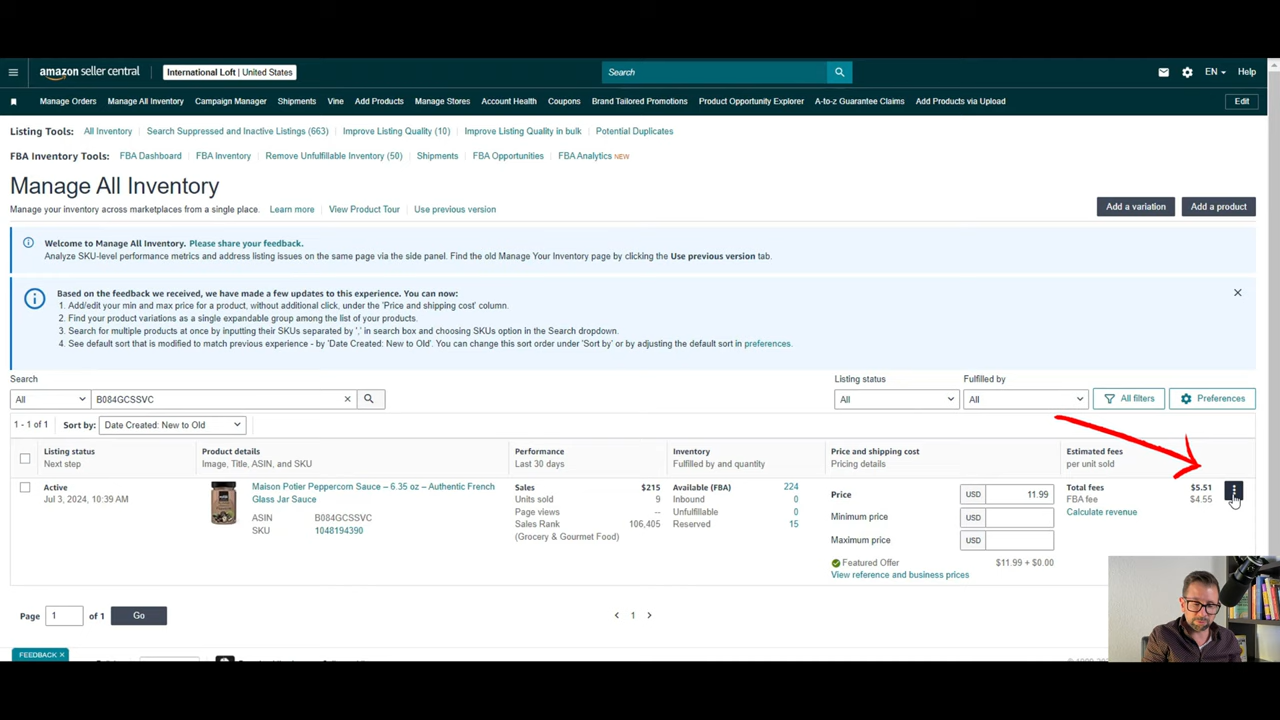 amazon seller central
International Loft | United States
Search
EN
Help
Manage Orders
Manage All Inventory
Campaign Manager
Shipments
Vine
Add Products
Manage Stores
Account Health
Coupons
Brand Tailored Promotions
Product Opportunity Explorer
A-to-z Guarantee Claims
Add Products via Upload
Edit
Listing Tools: All Inventory Search Suppressed and Inactive Listings (663) Improve Listing Quality (10) Improve Listing Quality in bulk Potential Duplicates
FBA Inventory Tools: FBA Dashboard FBA Inventory Remove Unfulfillable Inventory (50) Shipments FBA Opportunities FBA Analytics NEW
Manage All Inventory
Manage your inventory across marketplaces from a single place. Learn more View Product Tour Use previous version
Add a variation
Add a product
Welcome to Manage All Inventory. Please share your feedback.
Analyze SKU-level performance metrics and address listing issues on the same page via the side panel. Find the old Manage Your Inventory page by clicking the Use previous version tab.
Based on the feedback we received, we have made a few updates to this experience. You can now:
1. Add/edit your min and max price for a product, without additional click, under the 'Price and shipping cost' column.
2. Find your product variations as a single expandable group among the list of your products.
3. Search for multiple products at once by inputting their SKUs separated by ',' in search box and choosing SKUs option in the Search dropdown.
4. See default sort that is modified to match previous experience - by 'Date Created: New to Old'. You can change this sort order under 'Sort by' or by adjusting the default sort in preferences.
Search
Listing status
Fulfilled by
All
B084GCSSVC
All
All
All filters
Preferences
1 - 1 of 1
Sort by:
Date Created: New to Old
Listing status
Next step
Product details
Image, Title, ASIN, and SKU
Performance
Last 30 days
Inventory
Fulfilled by and quantity
Price and shipping cost
Pricing details
Estimated fees
per unit sold
Active
Jul 3, 2024, 10:39 AM
Maison Potier Peppercorn Sauce – 6.35 oz – Authentic French
Glass Jar Sauce
ASIN B084GCSSVC
SKU 1048194390
Sales $215
Units sold 9
Page views --
Sales Rank 106,405
(Grocery & Gourmet Food)
Available (FBA) 224
Inbound 0
Unfulfillable 0
Reserved 15
Price USD 11.99
Minimum price USD
Maximum price USD
Featured Offer $11.99 + $0.00
View reference and business prices
Total fees $5.51
FBA fee $4.55
Calculate revenue
Page 1 of 1 Go
1
FEEDBACK